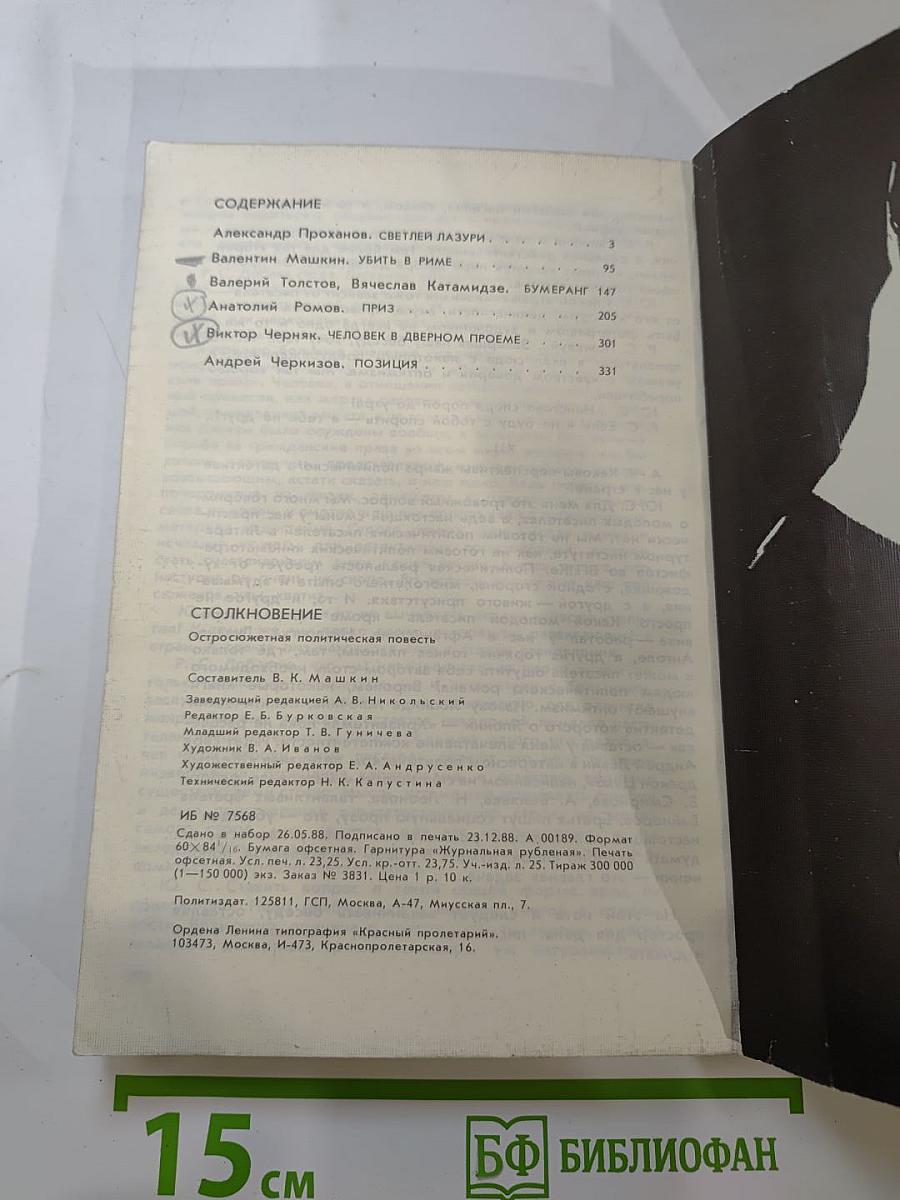 СОДЕРЖАНИЕ
Александр Проханов. СВЕТЛЕЙ ЛАЗУРИ . . . . . . . 3
Валентин Машкин. УБИТЬ В РИМЕ . . . . . . . . 95
Валерий Толстов, Вячеслав Катамидзе. БУМЕРАНГ 147
Анатолий Ромов. ПРИЗ . . . . . . . . . . . 205
Виктор Черняк. ЧЕЛОВЕК В ДВЕРНОМ ПРОЕМЕ . . . . 301
Андрей Черкизов. ПОЗИЦИЯ . . . . . . . . . . 331
СТОЛКНОВЕНИЕ
Остросюжетная политическая повесть
Составитель В. К. Машкин
Заведующий редакцией А. В. Никольский
Редактор Е. Б. Бурковская
Младший редактор Т. В. Гуничева
Художник В. А. Иванов
Художественный редактор Е. А. Андрусенко
Технический редактор Н. К. Капустина
ИБ № 7568
Сдано в набор 26.05.88. Подписано в печать 23.12.88. А 00189. Формат
60×84 1/16. Бумага офсетная. Гарнитура «Журнальная рубленая». Печать
офсетная. Усл. печ. л. 23,25. Усл. кр.-отт. 23,75. Уч.-изд. л. 25. Тираж 300 000
(1—150 000) экз. Заказ № 3831. Цена 1 р. 10 к.
Политиздат. 125811, ГСП, Москва, А-47, Миусская пл., 7.
Ордена Ленина типография «Красный пролетарий».
103473, Москва, И-473, Краснопролетарская, 16.
15 см
БФ БИБЛИОФАН